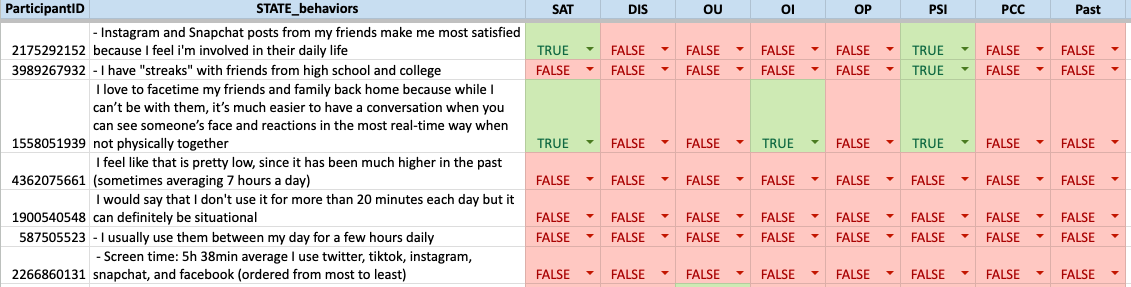 ParticipantID STATE_behaviors SAT DIS OU OI OP PSI PCC Past
- Instagram and Snapchat posts from my friends make me most satisfied
2175292152 because I feel i'm involved in their daily life TRUE FALSE FALSE FALSE FALSE TRUE FALSE FALSE
3989267932 - I have "streaks" with friends from high school and college FALSE FALSE FALSE FALSE FALSE TRUE FALSE FALSE
I love to facetime my friends and family back home because while I
can't be with them, it's much easier to have a conversation when you
can see someone's face and reactions in the most real-time way when
1558051939 not physically together TRUE FALSE FALSE TRUE FALSE TRUE FALSE FALSE
I feel like that is pretty low, since it has been much higher in the past
4362075661 (sometimes averaging 7 hours a day) FALSE FALSE FALSE FALSE FALSE FALSE FALSE FALSE
I would say that I don't use it for more than 20 minutes each day but it
1900540548 can definitely be situational FALSE FALSE FALSE FALSE FALSE FALSE FALSE FALSE
587505523 - I usually use them between my day for a few hours daily FALSE FALSE FALSE FALSE FALSE FALSE FALSE FALSE
- Screen time: 5h 38min average I use twitter, tiktok, instagram,
2266860131 snapchat, and facebook (ordered from most to least) FALSE FALSE FALSE FALSE FALSE FALSE FALSE FALSE